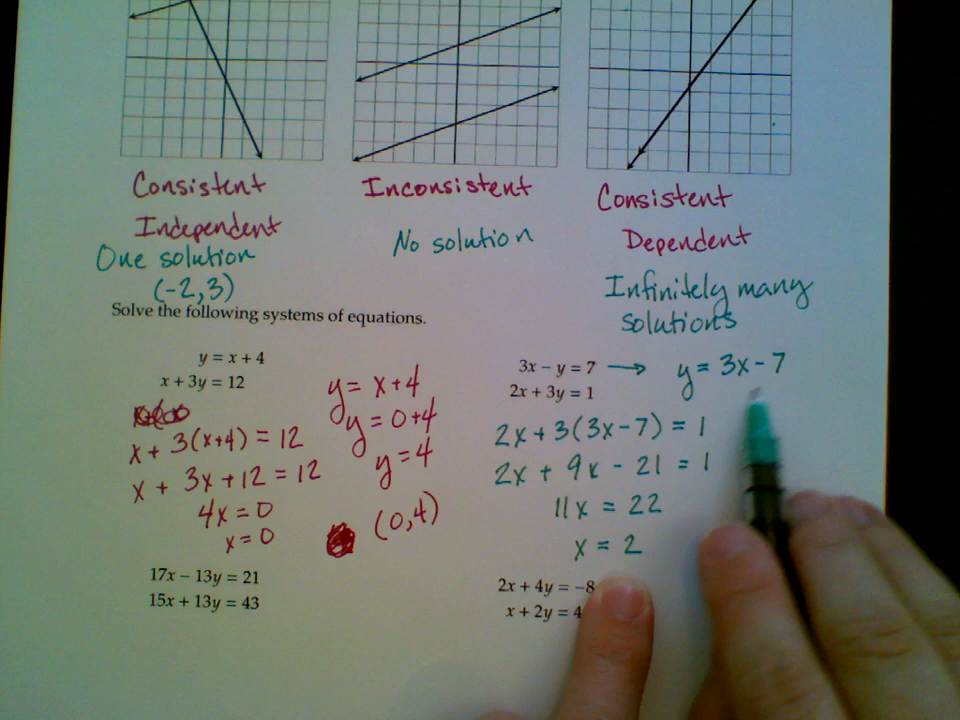 Consistent
Independent
One solution
(-2,3)
Inconsistent
No solution
Consistent
Dependent
Infinitely many
solutions
Solve the following systems of equations.
y = x + 4
x + 3y = 12
x + 3(x+4) = 12
x + 3x + 12 = 12
4x = 0
x = 0
y = x + 4
y = 0 + 4
y = 4
(0,4)
3x − y = 7 → y = 3x - 7
2x + 3y = 1
2x + 3(3x - 7) = 1
2x + 9x - 21 = 1
11x = 22
x = 2
17x − 13y = 21
15x + 13y = 43
2x + 4y = −8
x + 2y = 4